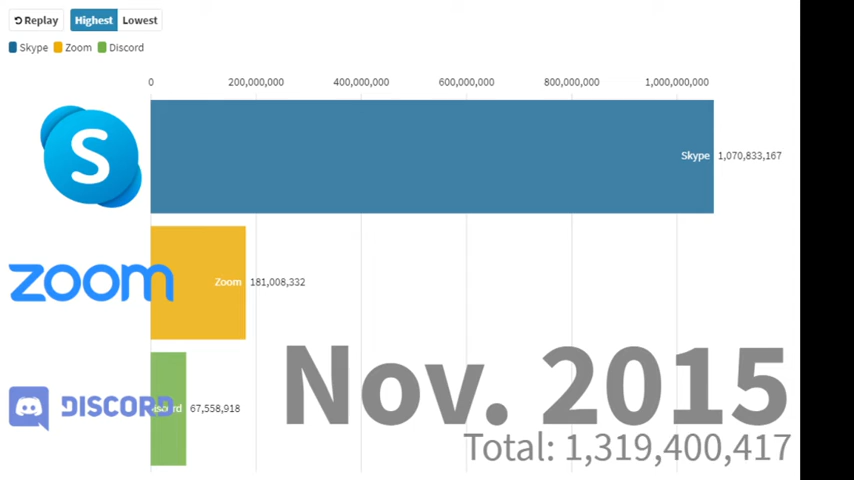 Replay Highest Lowest
Skype Zoom Discord
0 200,000,000 400,000,000 600,000,000 800,000,000 1,000,000,000
S
Skype 1,070,833,167
zoom
Zoom 181,008,332
DISCORD
67,558,918
Nov. 2015
Total: 1,319,400,417